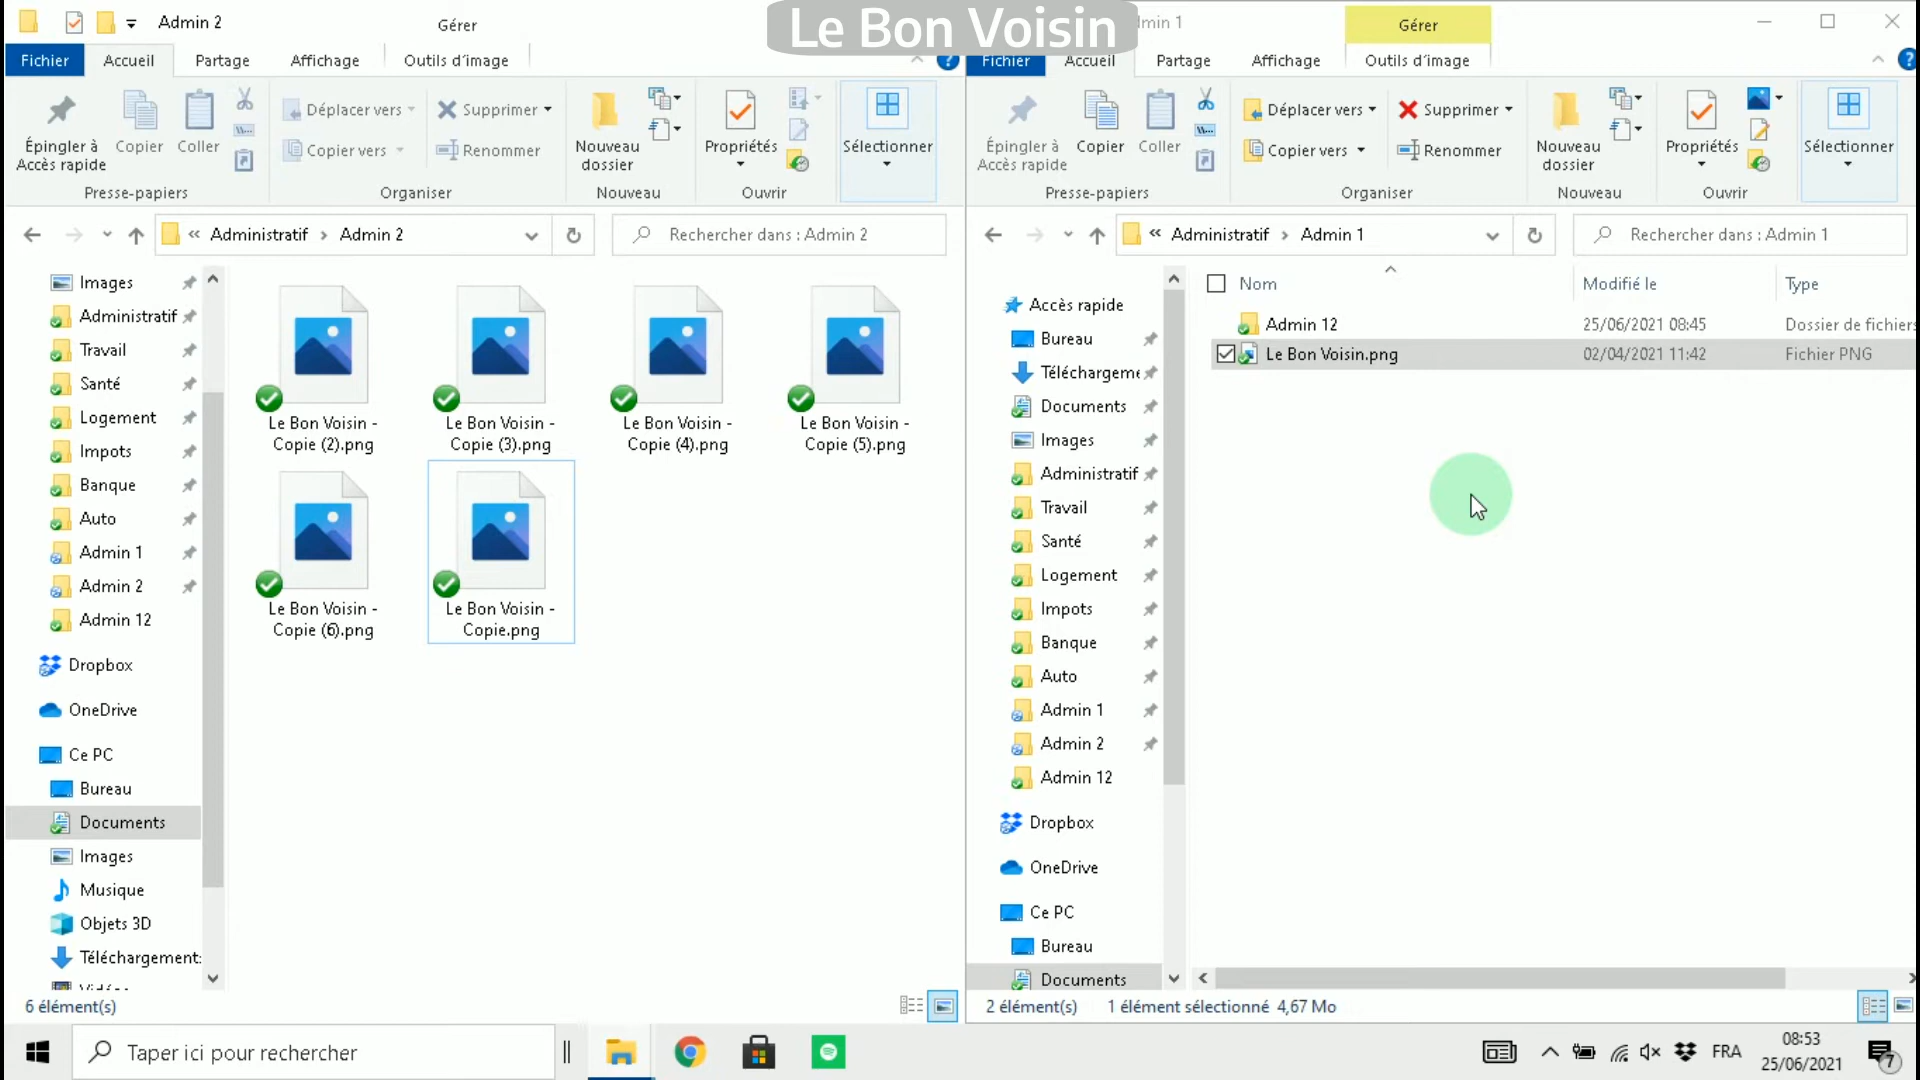 Le Bon Voisin
Admin 2
Gérer
Fichier
Accueil
Partage
Affichage
Outils d'image
Épingler à
Accès rapide
Copier
Coller
Déplacer vers
Copier vers
Supprimer
Renommer
Nouveau
dossier
Propriétés
Sélectionner
Presse-papiers
Organiser
Nouveau
Ouvrir
« Administratif > Admin 2
Rechercher dans : Admin 2
Images
Administratif
Travail
Santé
Logement
Impots
Banque
Auto
Admin 1
Admin 2
Admin 12
Dropbox
OneDrive
Ce PC
Bureau
Documents
Images
Musique
Objets 3D
Téléchargement
Le Bon Voisin -
Copie (2).png
Le Bon Voisin -
Copie (3).png
Le Bon Voisin -
Copie (4).png
Le Bon Voisin -
Copie (5).png
Le Bon Voisin -
Copie (6).png
Le Bon Voisin -
Copie.png
6 élément(s)
dmin 1
Gérer
Fichier
Accueil
Partage
Affichage
Outils d'image
Épingler à
Accès rapide
Copier
Coller
Déplacer vers
Copier vers
Supprimer
Renommer
Nouveau
dossier
Propriétés
Sélectionner
Presse-papiers
Organiser
Nouveau
Ouvrir
« Administratif > Admin 1
Rechercher dans : Admin 1
Accès rapide
Bureau
Téléchargeme
Documents
Images
Administratif
Travail
Santé
Logement
Impots
Banque
Auto
Admin 1
Admin 2
Admin 12
Dropbox
OneDrive
Ce PC
Bureau
Documents
Nom Modifié le Type
Admin 12 25/06/2021 08:45 Dossier de fichiers
Le Bon Voisin.png 02/04/2021 11:42 Fichier PNG
2 élément(s) 1 élément sélectionné 4,67 Mo
Taper ici pour rechercher
FRA
08:53
25/06/2021
7